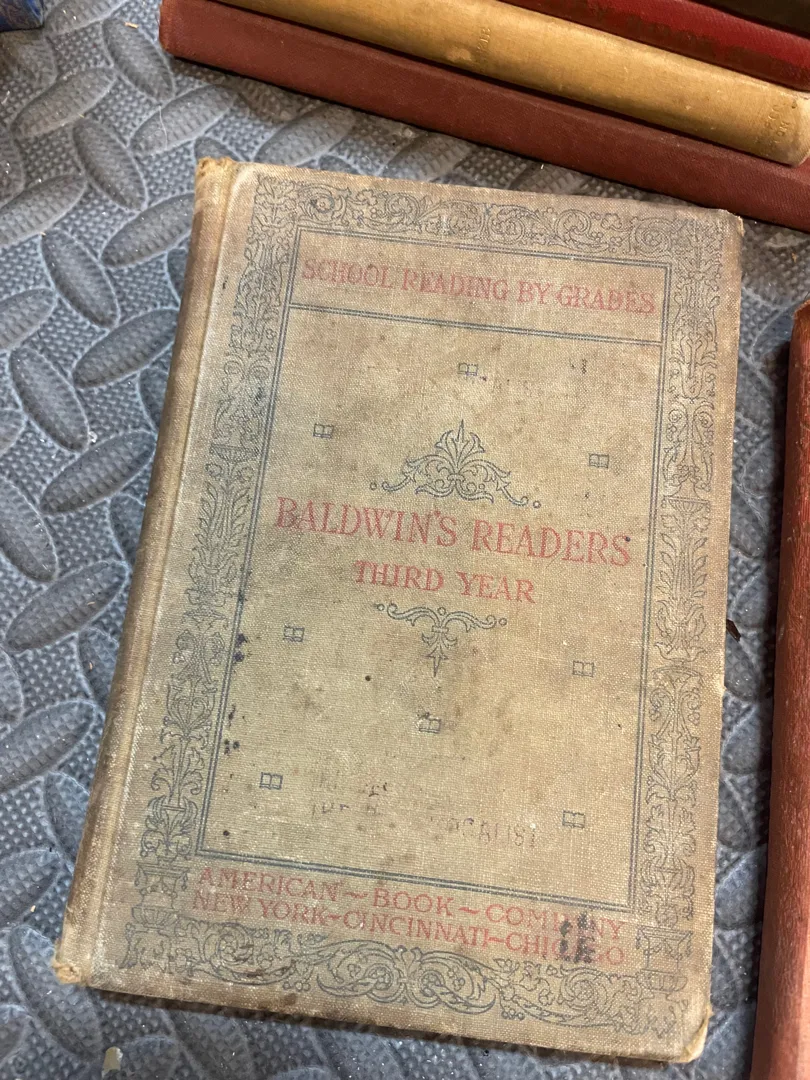 SCHOOL READING BY GRADES
BALDWIN'S READERS
THIRD YEAR
AMERICAN~BOOK~COMPANY
NEW YORK~CINCINNATI~CHICAGO